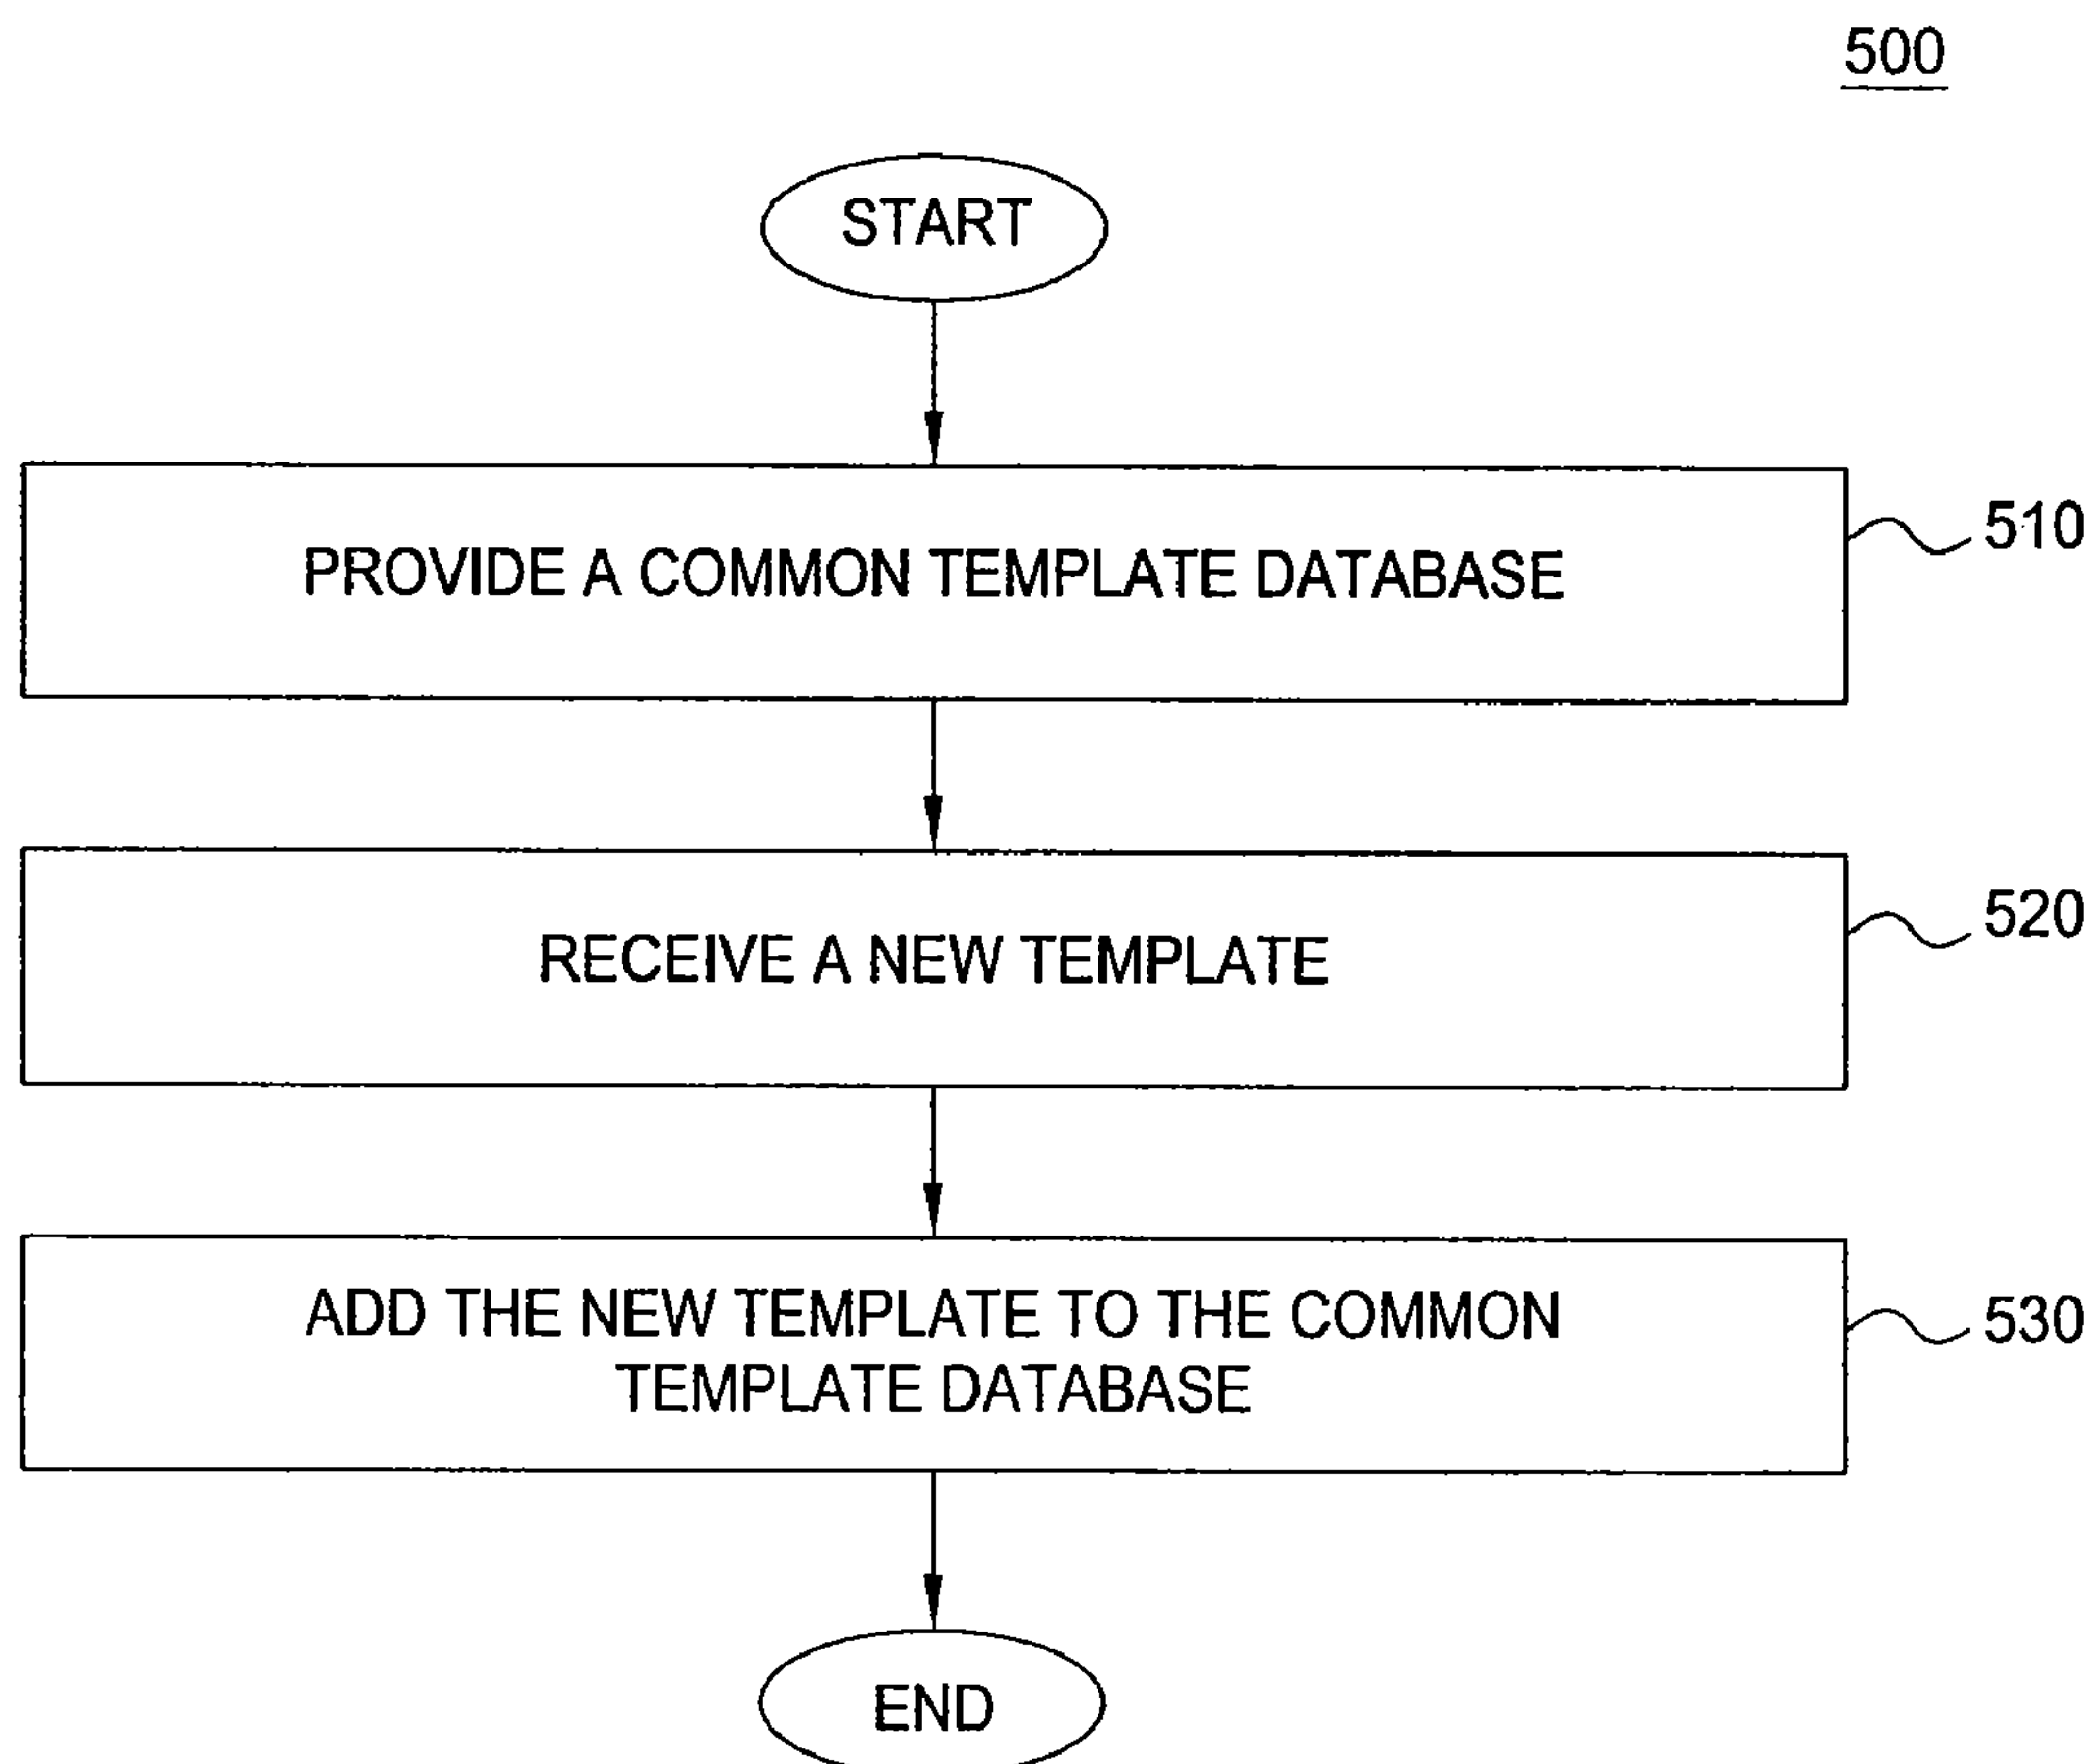 500
START
PROVIDE A COMMON TEMPLATE DATABASE
510
RECEIVE A NEW TEMPLATE
520
ADD THE NEW TEMPLATE TO THE COMMON
TEMPLATE DATABASE
530
END